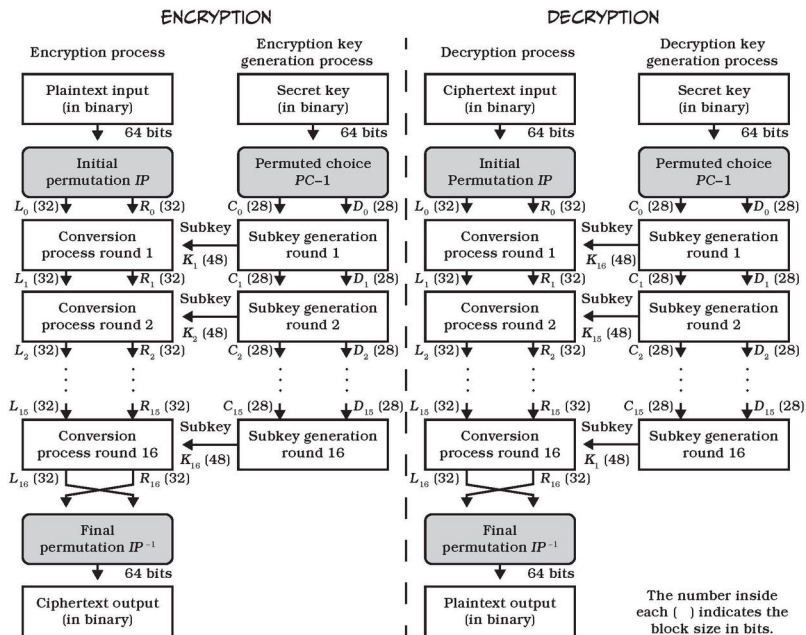 ENCRYPTION
Encryption process
Encryption key
generation process
Plaintext input
(in binary)
Secret key
(in binary)
64 bits
64 bits
Initial
permutation IP
Permuted choice
PC–1
L₀ (32)
R₀ (32)
C₀ (28)
D₀ (28)
Conversion
process round 1
Subkey
K₁ (48)
Subkey generation
round 1
L₁ (32)
R₁ (32)
C₁ (28)
D₁ (28)
Conversion
process round 2
Subkey
K₂ (48)
Subkey generation
round 2
L₂ (32)
R₂ (32)
C₂ (28)
D₂ (28)
L₁₅ (32)
R₁₅ (32)
C₁₅ (28)
D₁₅ (28)
Conversion
process round 16
Subkey
K₁₆ (48)
Subkey generation
round 16
L₁₆ (32)
R₁₆ (32)
Final
permutation IP⁻¹
64 bits
Ciphertext output
(in binary)
DECRYPTION
Decryption process
Decryption key
generation process
Ciphertext input
(in binary)
Secret key
(in binary)
64 bits
64 bits
Initial
Permutation IP
Permuted choice
PC–1
L₀ (32)
R₀ (32)
C₀ (28)
D₀ (28)
Conversion
process round 1
Subkey
K₁₆ (48)
Subkey generation
round 1
L₁ (32)
R₁ (32)
C₁ (28)
D₁ (28)
Conversion
process round 2
Subkey
K₁₅ (48)
Subkey generation
round 2
L₂ (32)
R₂ (32)
C₂ (28)
D₂ (28)
L₁₅ (32)
R₁₅ (32)
C₁₅ (28)
D₁₅ (28)
Conversion
process round 16
Subkey
K₁ (48)
Subkey generation
round 16
L₁₆ (32)
R₁₆ (32)
Final
permutation IP⁻¹
64 bits
Plaintext output
(in binary)
The number inside
each ( ) indicates the
block size in bits.